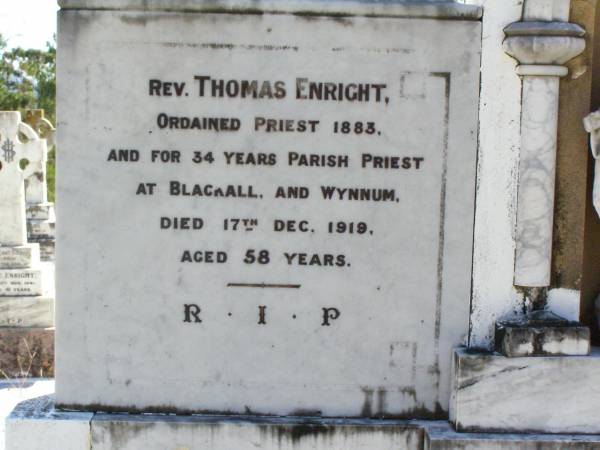 REV. THOMAS ENRIGHT,
ORDAINED PRIEST 1883,
AND FOR 34 YEARS PARISH PRIEST
AT BLACKALL, AND WYNNUM,
DIED 17TH DEC. 1919,
AGED 58 YEARS.
R · I · P
ENRIGHT